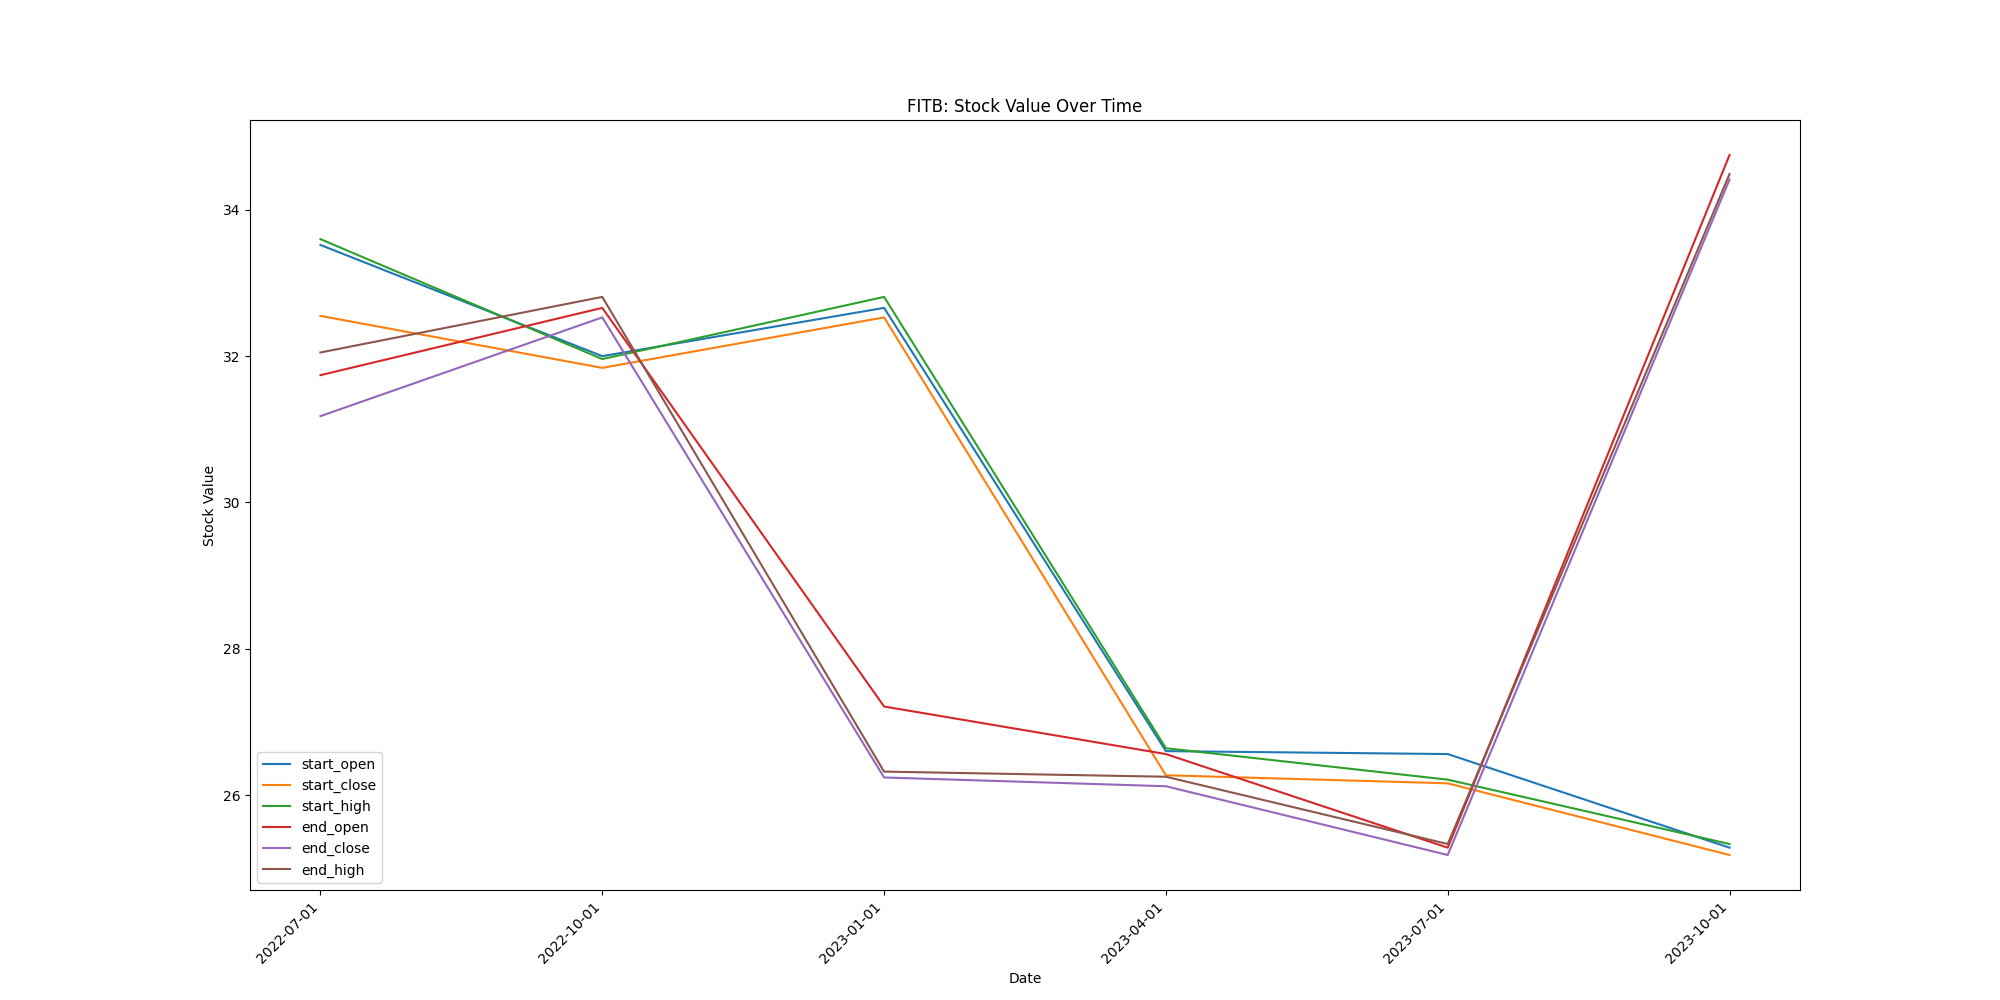 FITB: Stock Value Over Time
Stock Value
34
32
30
28
26
start_open
start_close
start_high
end_open
end_close
end_high
2022-07-01
2022-10-01
2023-01-01
2023-04-01
2023-07-01
2023-10-01
Date